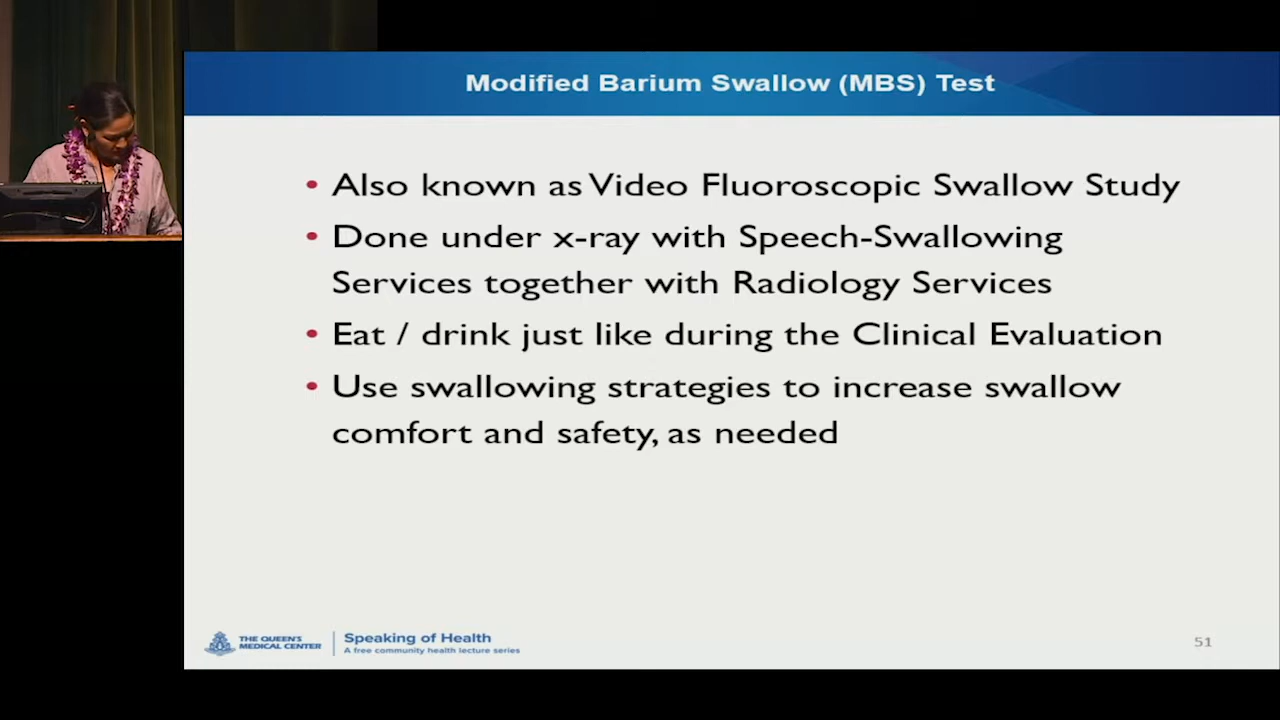 Modified Barium Swallow (MBS) Test
• Also known as Video Fluoroscopic Swallow Study
• Done under x-ray with Speech-Swallowing
Services together with Radiology Services
• Eat / drink just like during the Clinical Evaluation
• Use swallowing strategies to increase swallow
comfort and safety, as needed
THE QUEEN'S
MEDICAL CENTER
Speaking of Health
A free community health lecture series
51